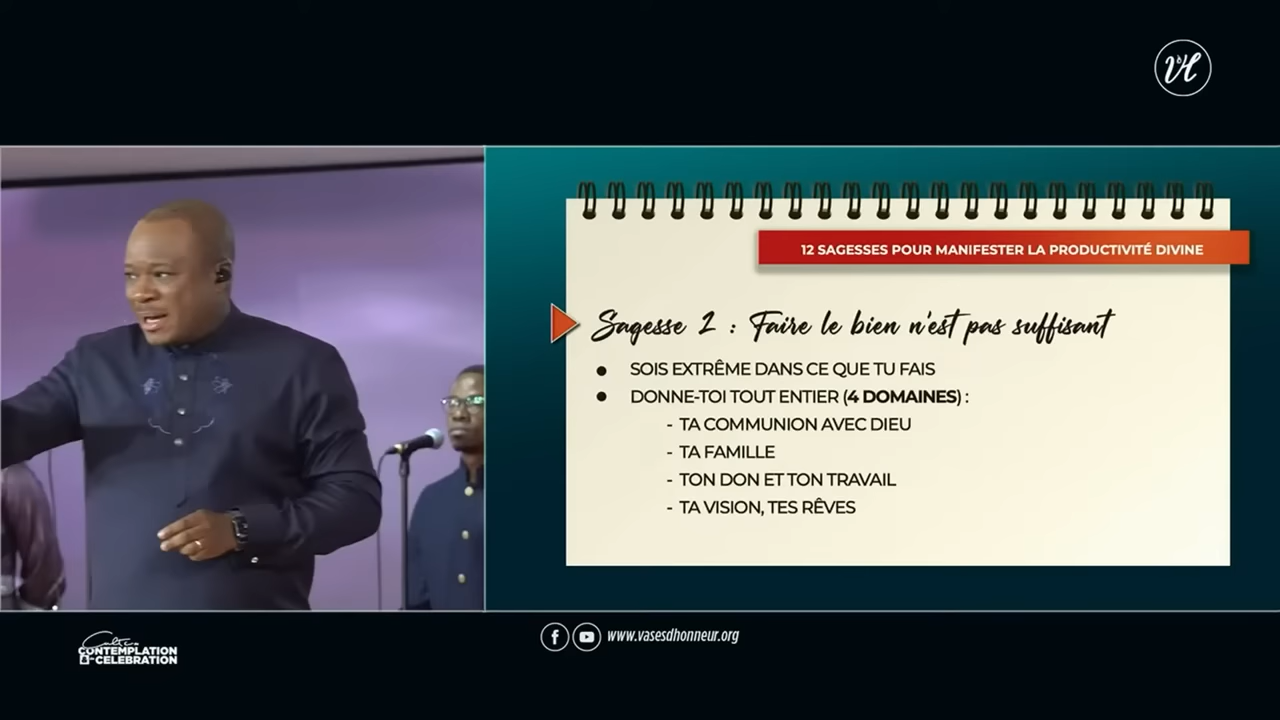 VH
12 SAGESSES POUR MANIFESTER LA PRODUCTIVITÉ DIVINE
Sagesse 2 : Faire le bien n'est pas suffisant
● SOIS EXTRÊME DANS CE QUE TU FAIS
● DONNE-TOI TOUT ENTIER (4 DOMAINES) :
- TA COMMUNION AVEC DIEU
- TA FAMILLE
- TON DON ET TON TRAVAIL
- TA VISION, TES RÊVES
www.vasesdhonneur.org
Culte
CONTEMPLATION
& CELEBRATION